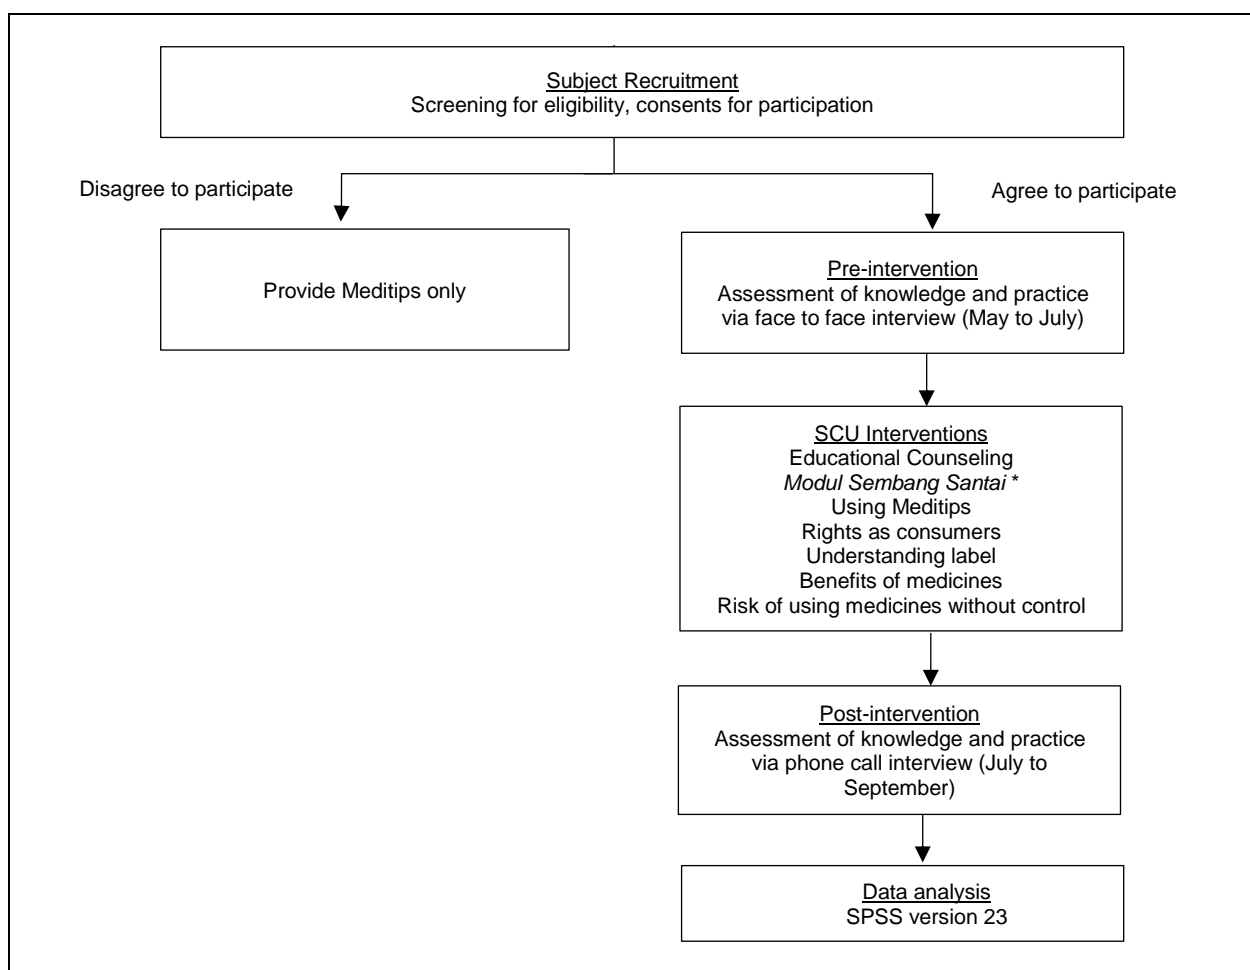 Subject Recruitment
Screening for eligibility, consents for participation
Disagree to participate
Agree to participate
Provide Meditips only
Pre-intervention
Assessment of knowledge and practice
via face to face interview (May to July)
SCU Interventions
Educational Counseling
Modul Sembang Santai *
Using Meditips
Rights as consumers
Understanding label
Benefits of medicines
Risk of using medicines without control
Post-intervention
Assessment of knowledge and practice
via phone call interview (July to
September)
Data analysis
SPSS version 23